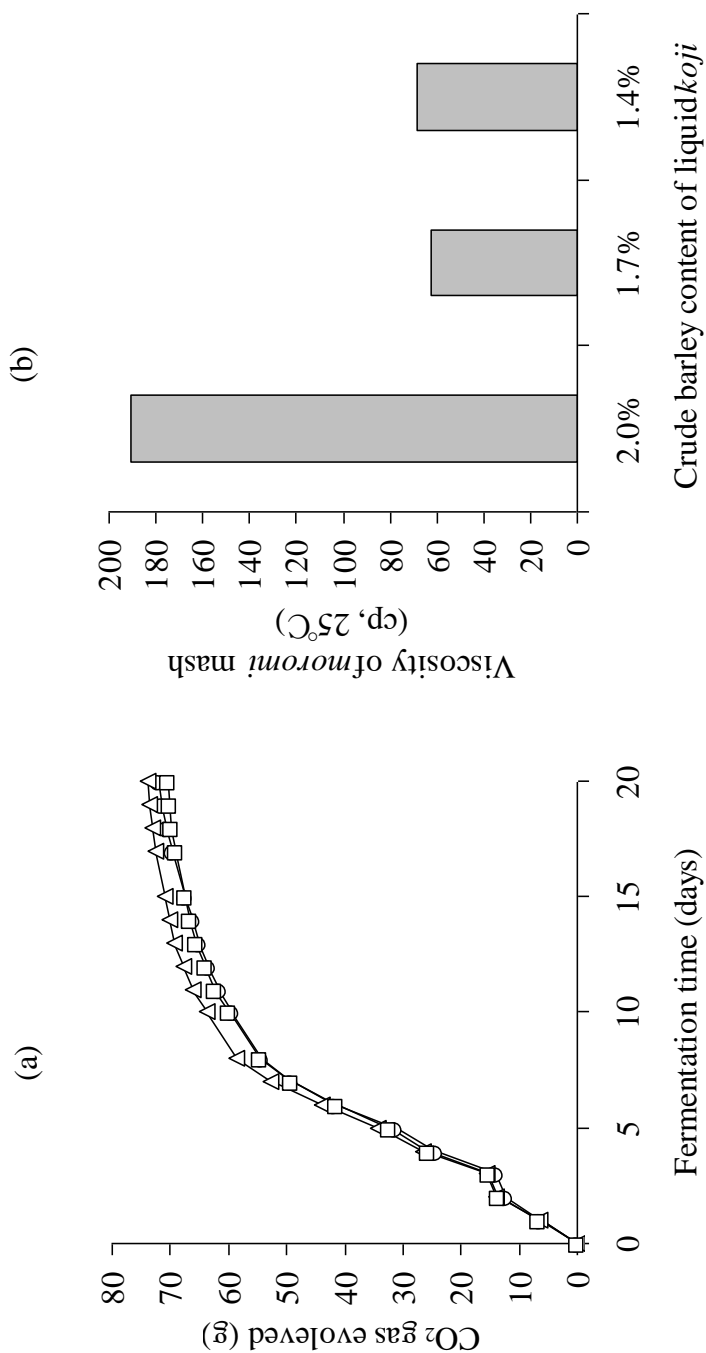 (a)
CO2 gas evoleved (g)
80
70
60
50
40
30
20
10
0
0 5 10 15 20
Fermentation time (days)
(b)
Viscosity of moromi mash
(cp, 25°C)
200
180
160
140
120
100
80
60
40
20
0
2.0% 1.7% 1.4%
Crude barley content of liquid koji